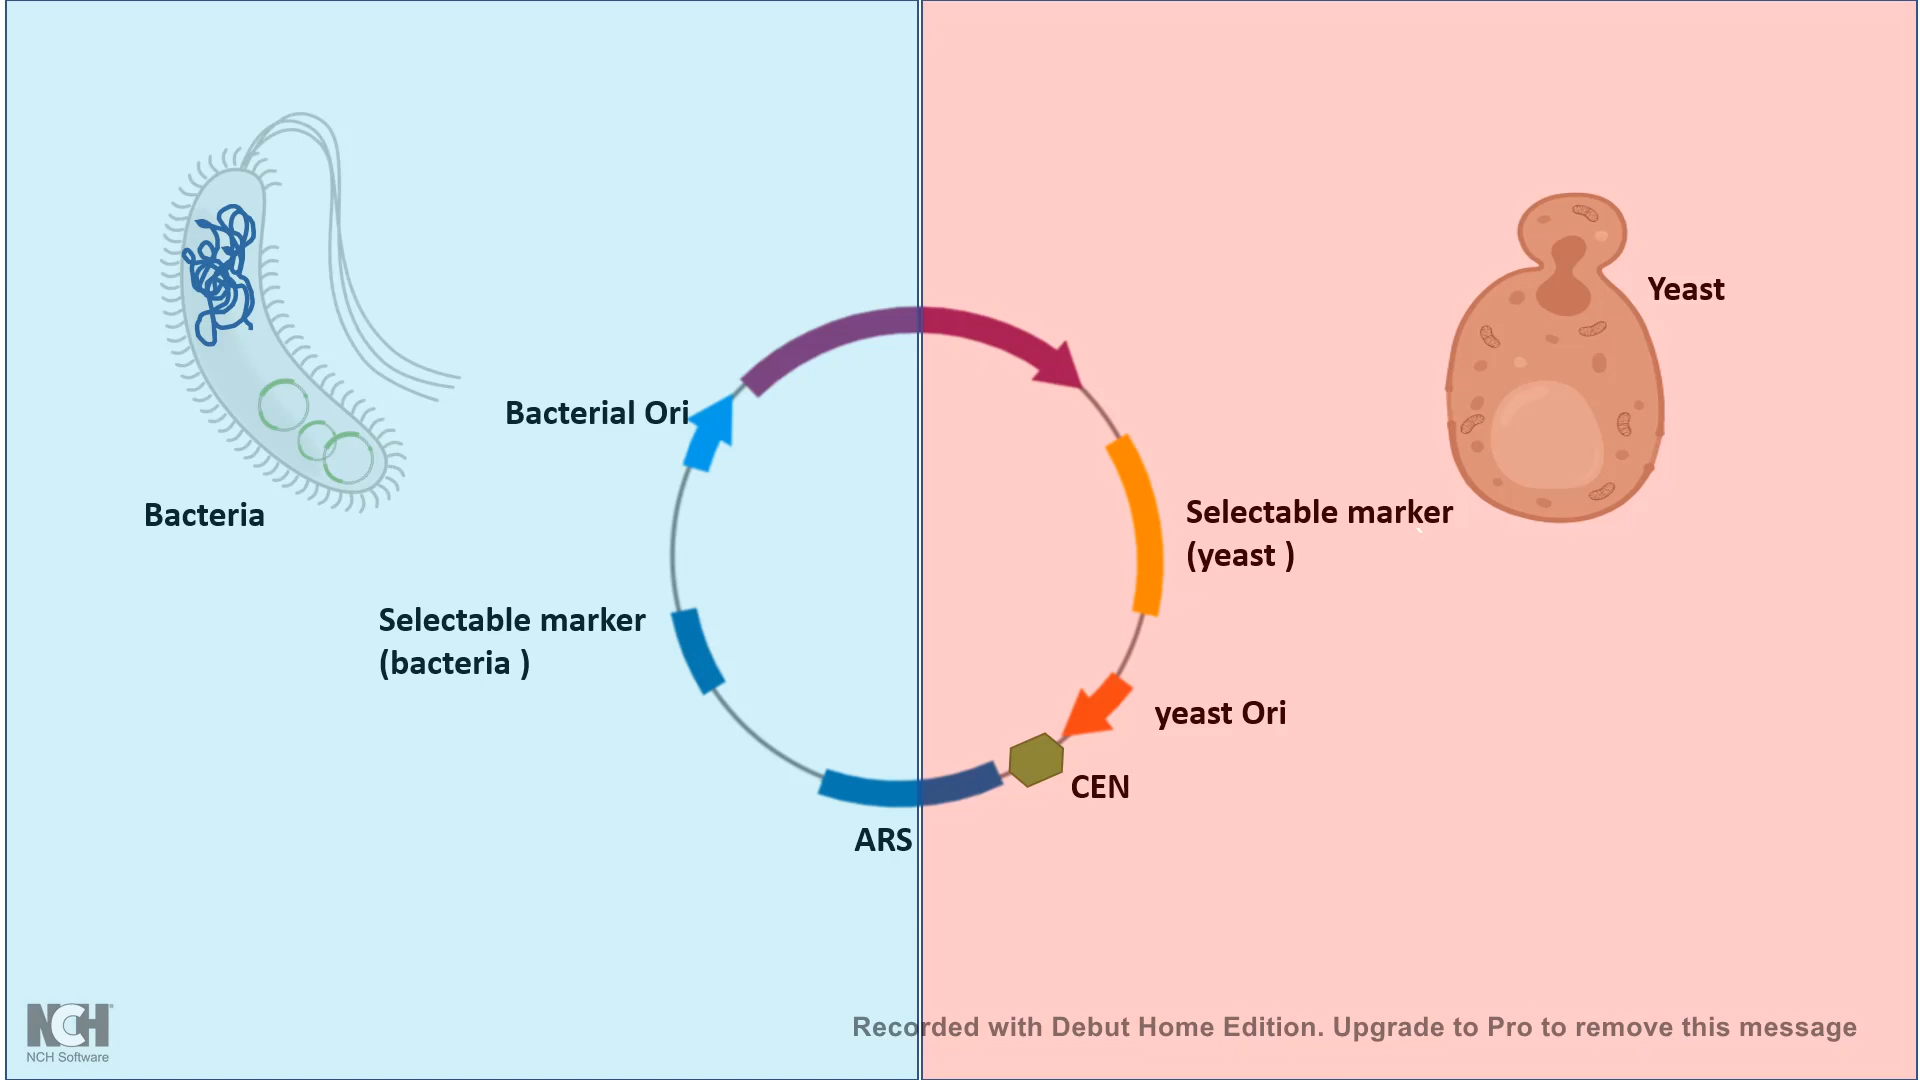 Yeast
Bacterial Ori
Bacteria
Selectable marker
(yeast )
Selectable marker
(bacteria )
yeast Ori
CEN
ARS
NCH
NCH Software
Recorded with Debut Home Edition. Upgrade to Pro to remove this message